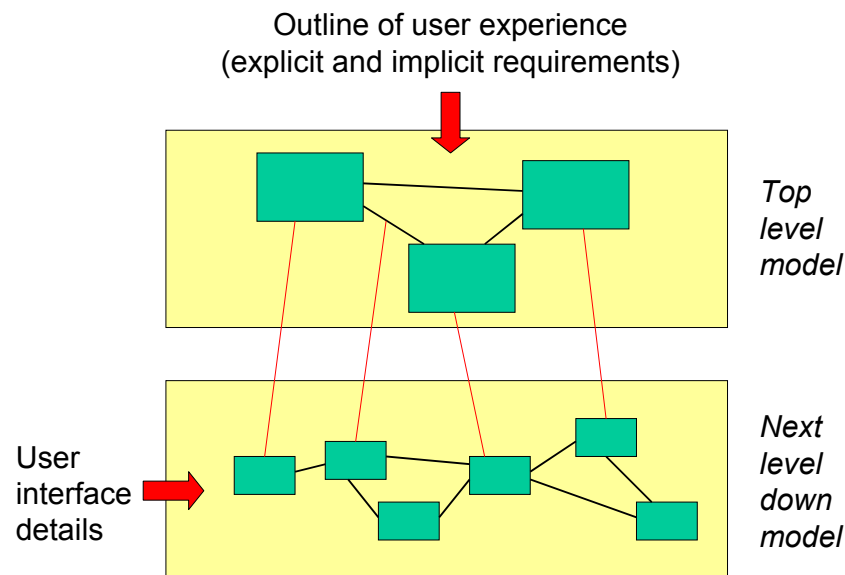 Outline of user experience
(explicit and implicit requirements)
Top
level
model
User
interface
details
Next
level
down
model